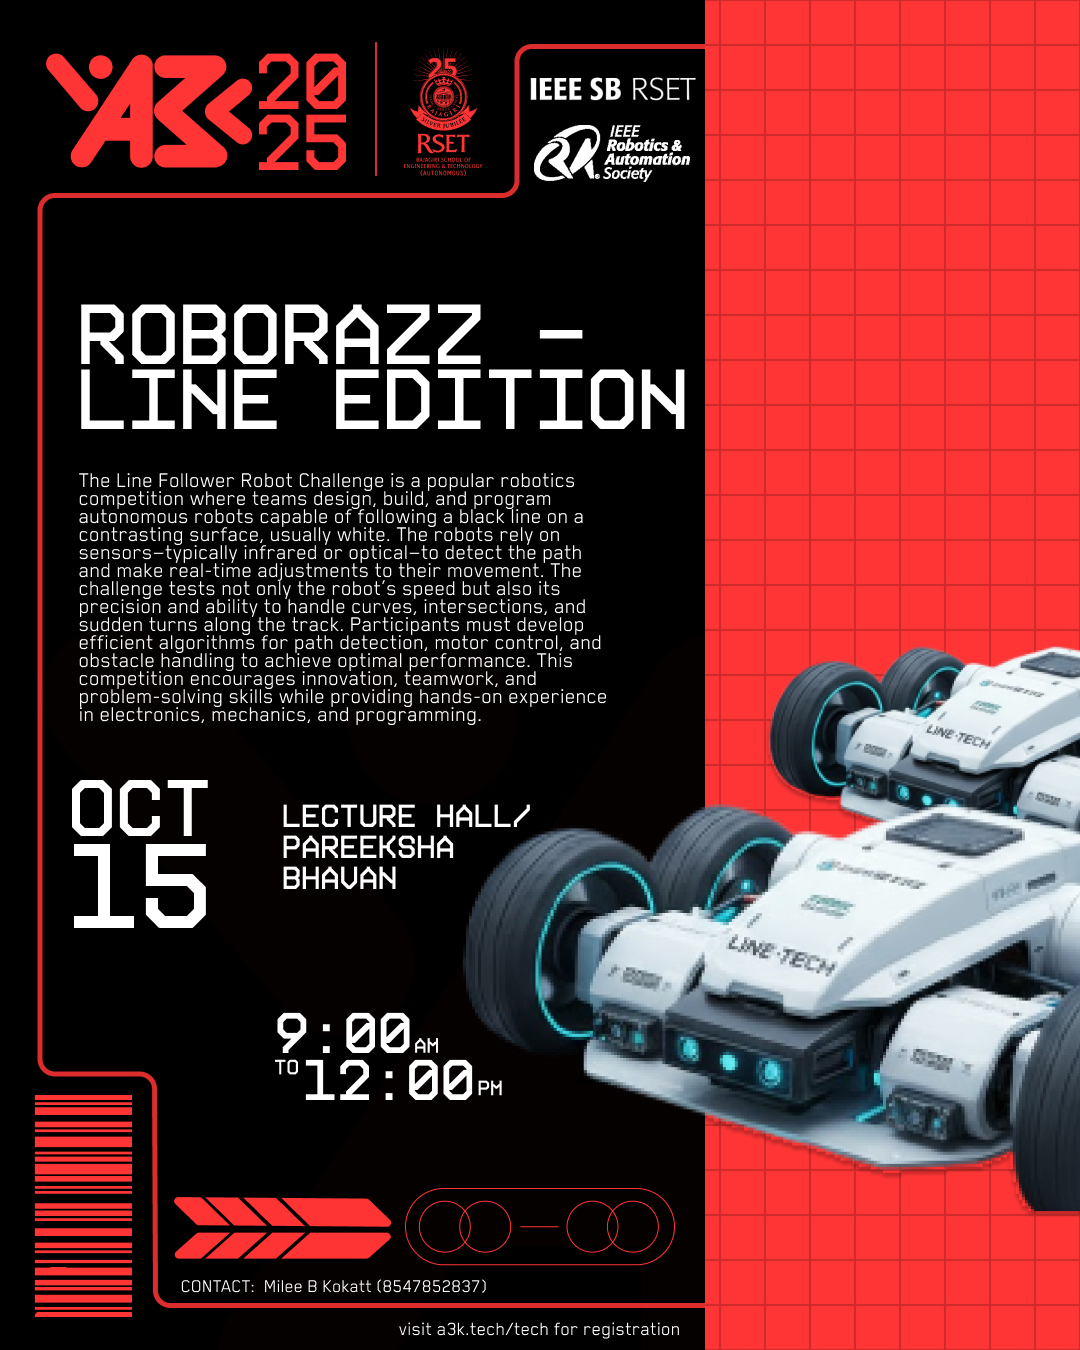 A3K
20
25
25
RAJAGIRI
SILVER JUBILEE
RSET
RAJAGIRI SCHOOL OF
ENGINEERING & TECHNOLOGY
(AUTONOMOUS)
IEEE SB RSET
IEEE
Robotics &
Automation
Society
ROBORAZZ -
LINE EDITION
The Line Follower Robot Challenge is a popular robotics
competition where teams design, build, and program
autonomous robots capable of following a black line on a
contrasting surface, usually white. The robots rely on
sensors—typically infrared or optical—to detect the path
and make real-time adjustments to their movement. The
challenge tests not only the robot's speed but also its
precision and ability to handle curves, intersections, and
sudden turns along the track. Participants must develop
efficient algorithms for path detection, motor control, and
obstacle handling to achieve optimal performance. This
competition encourages innovation, teamwork, and
problem-solving skills while providing hands-on experience
in electronics, mechanics, and programming.
OCT
15
LECTURE HALL/
PAREEKSHA
BHAVAN
9:00AM
TO 12:00PM
LINE·TECH
LINE·TECH
CONTACT: Milee B Kokatt (8547852837)
visit a3k.tech/tech for registration